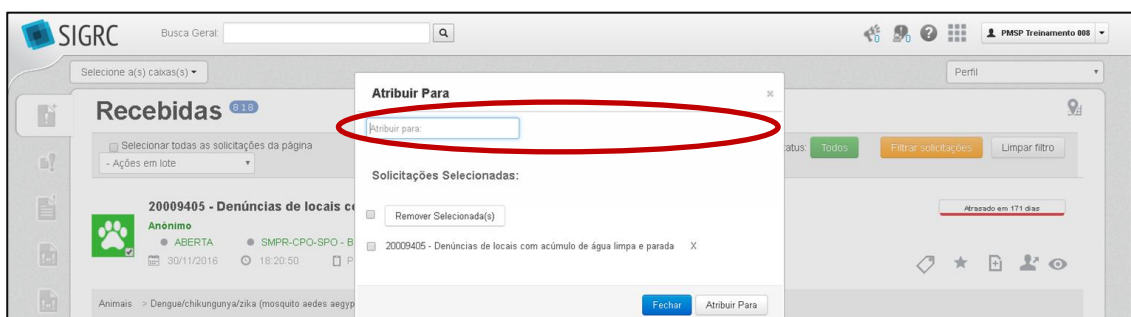 SIGRC
Busca Geral:
PMSP Treinamento 008
Selecione a(s) caixas(s)
Perfil
Recebidas 818
Selecionar todas as solicitações da página
- Ações em lote
atus: Todos
Filtrar solicitações
Limpar filtro
Atribuir Para
x
Atribuir para:
Solicitações Selecionadas:
Remover Selecionada(s)
20009405 - Denúncias de locais com acúmulo de água limpa e parada X
Fechar
Atribuir Para
20009405 - Denúncias de locais c
Atrasado em 171 dias
Anônimo
ABERTA
SMPR-CPO-SPO - B
30/11/2016
18:20:50
P
Animais > Dengue/chikungunya/zika (mosquito aedes aegyp